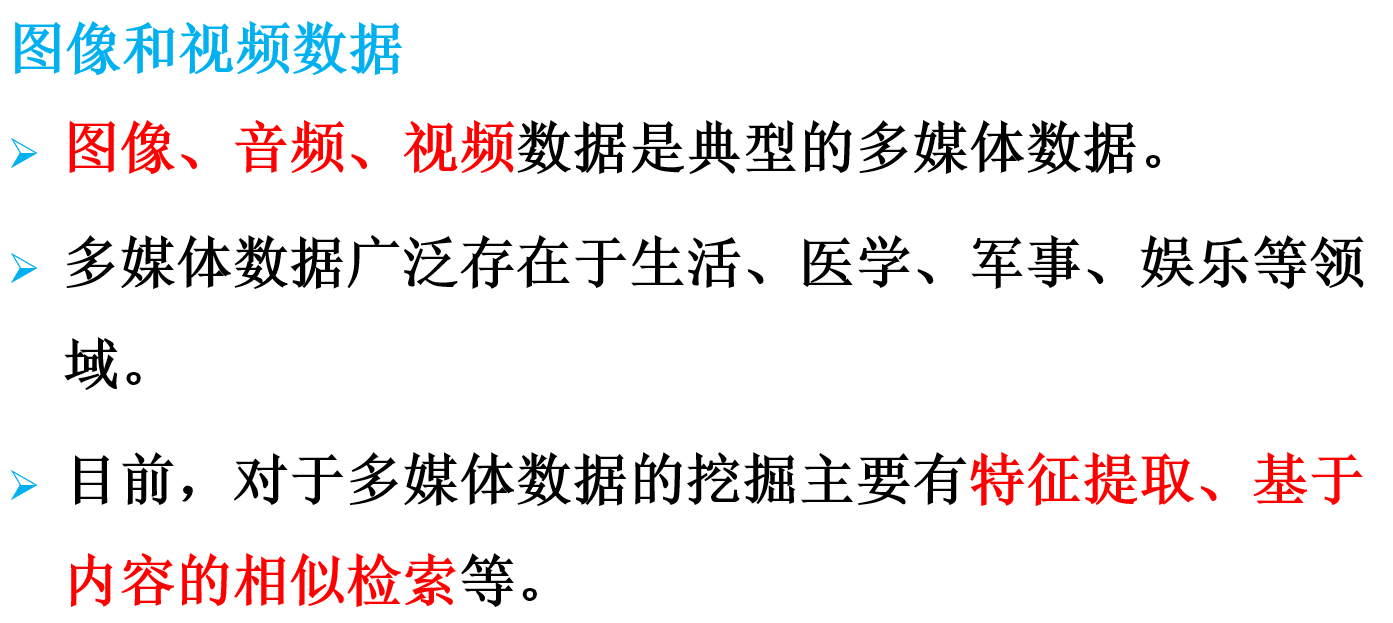 图像和视频数据
➢ 图像、音频、视频数据是典型的多媒体数据。
➢ 多媒体数据广泛存在于生活、医学、军事、娱乐等领
域。
➢ 目前，对于多媒体数据的挖掘主要有特征提取、基于
内容的相似检索等。